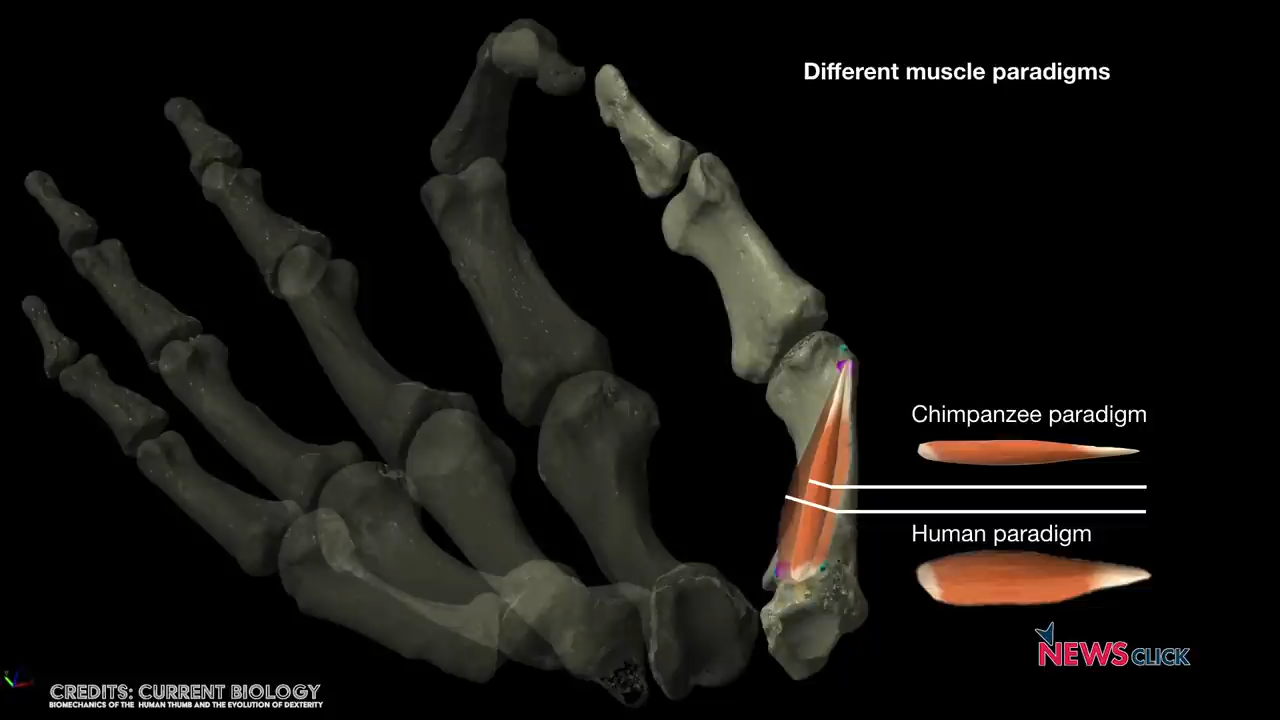 Different muscle paradigms
Chimpanzee paradigm
Human paradigm
NEWSCLICK
CREDITS: CURRENT BIOLOGY
BIOMECHANICS OF THE HUMAN THUMB AND THE EVOLUTION OF DEXTERITY